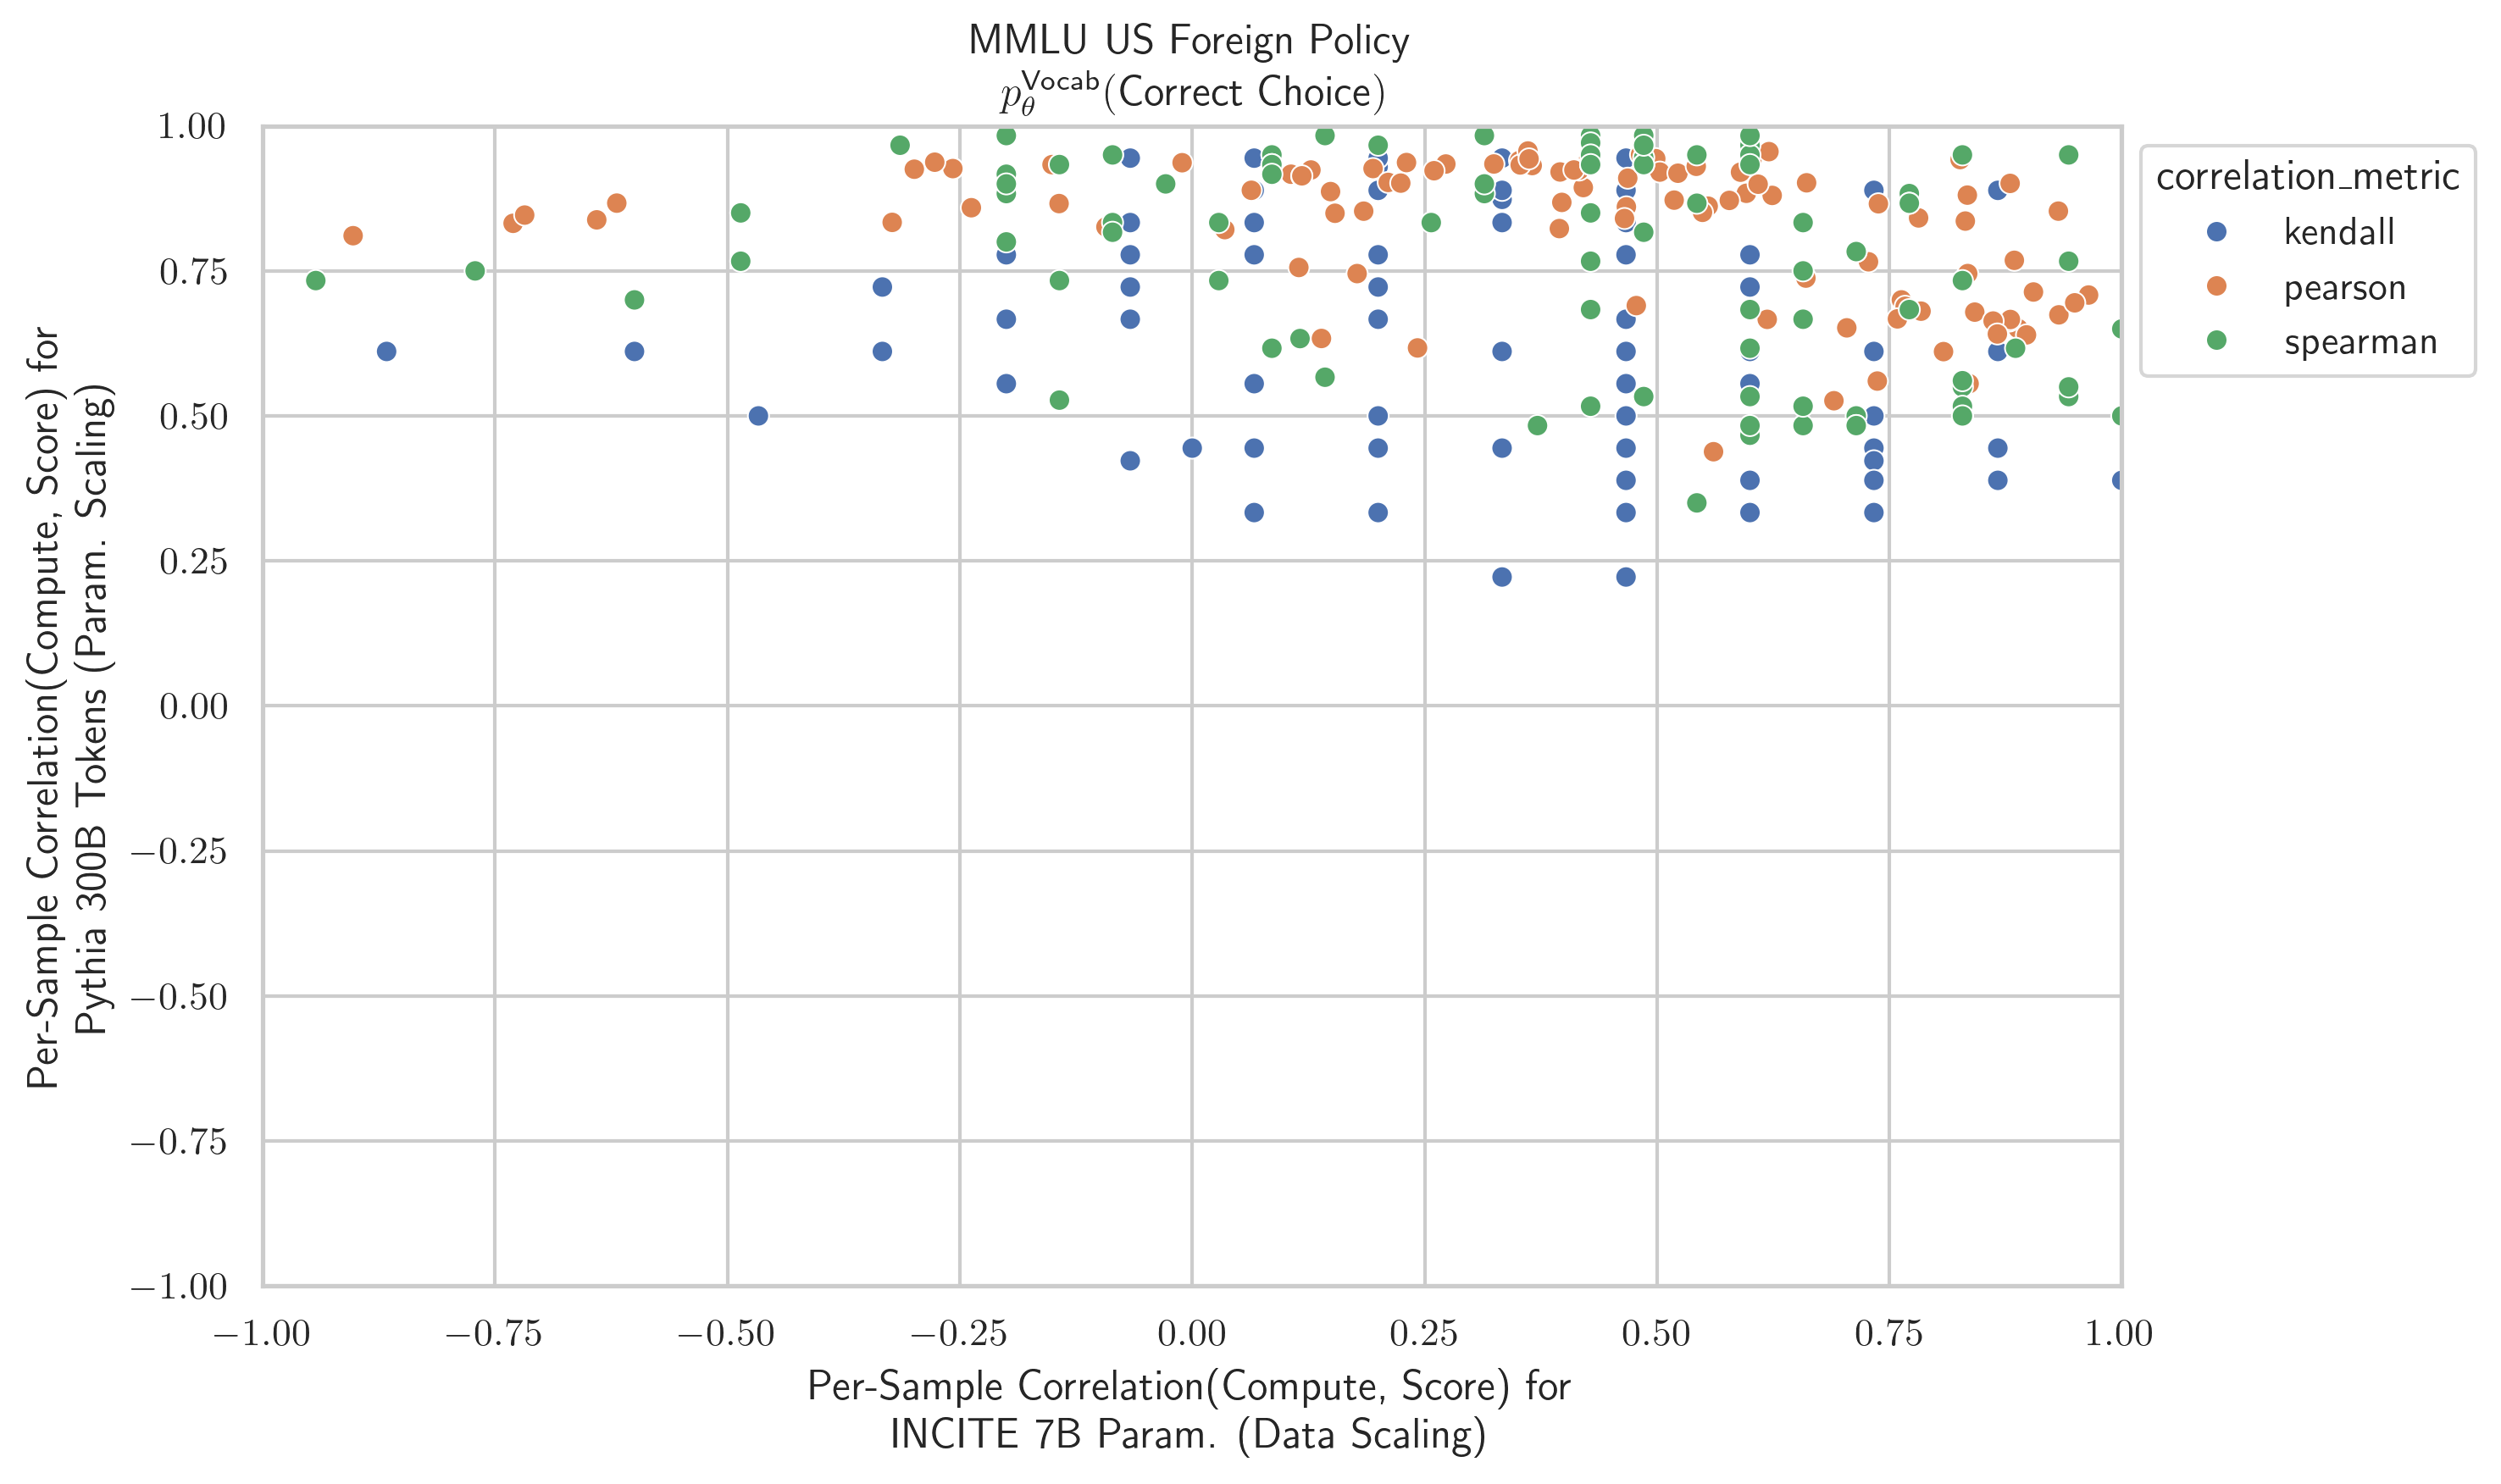 MMLU US Foreign Policy
p_θ^Vocab(Correct Choice)
1.00
0.75
0.50
0.25
0.00
−0.25
−0.50
−0.75
−1.00
Per-Sample Correlation(Compute, Score) for
Pythia 300B Tokens (Param. Scaling)
correlation_metric
kendall
pearson
spearman
−1.00 −0.75 −0.50 −0.25 0.00 0.25 0.50 0.75 1.00
Per-Sample Correlation(Compute, Score) for
INCITE 7B Param. (Data Scaling)